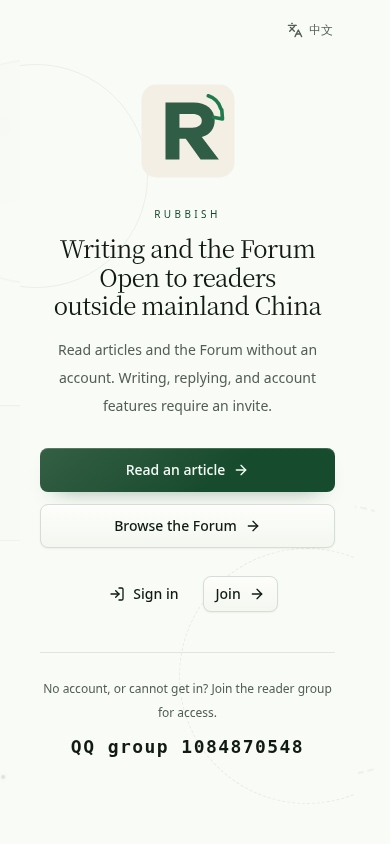 中文
R
RUBBISH
Writing and the Forum
Open to readers
outside mainland China
Read articles and the Forum without an
account. Writing, replying, and account
features require an invite.
Read an article
Browse the Forum
Sign in
Join
No account, or cannot get in? Join the reader group
for access.
QQ group 1084870548